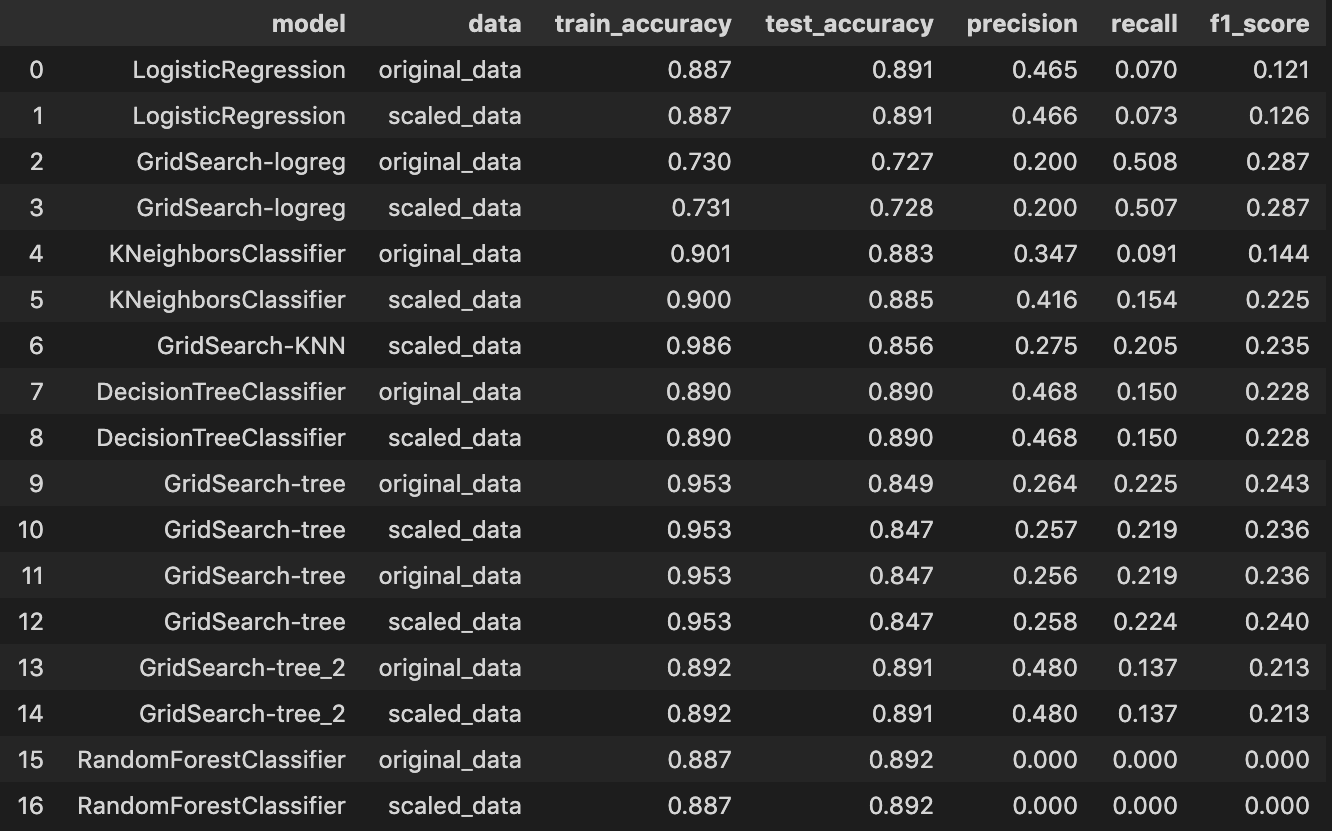 model data train_accuracy test_accuracy precision recall f1_score
0 LogisticRegression original_data 0.887 0.891 0.465 0.070 0.121
1 LogisticRegression scaled_data 0.887 0.891 0.466 0.073 0.126
2 GridSearch-logreg original_data 0.730 0.727 0.200 0.508 0.287
3 GridSearch-logreg scaled_data 0.731 0.728 0.200 0.507 0.287
4 KNeighborsClassifier original_data 0.901 0.883 0.347 0.091 0.144
5 KNeighborsClassifier scaled_data 0.900 0.885 0.416 0.154 0.225
6 GridSearch-KNN scaled_data 0.986 0.856 0.275 0.205 0.235
7 DecisionTreeClassifier original_data 0.890 0.890 0.468 0.150 0.228
8 DecisionTreeClassifier scaled_data 0.890 0.890 0.468 0.150 0.228
9 GridSearch-tree original_data 0.953 0.849 0.264 0.225 0.243
10 GridSearch-tree scaled_data 0.953 0.847 0.257 0.219 0.236
11 GridSearch-tree original_data 0.953 0.847 0.256 0.219 0.236
12 GridSearch-tree scaled_data 0.953 0.847 0.258 0.224 0.240
13 GridSearch-tree_2 original_data 0.892 0.891 0.480 0.137 0.213
14 GridSearch-tree_2 scaled_data 0.892 0.891 0.480 0.137 0.213
15 RandomForestClassifier original_data 0.887 0.892 0.000 0.000 0.000
16 RandomForestClassifier scaled_data 0.887 0.892 0.000 0.000 0.000